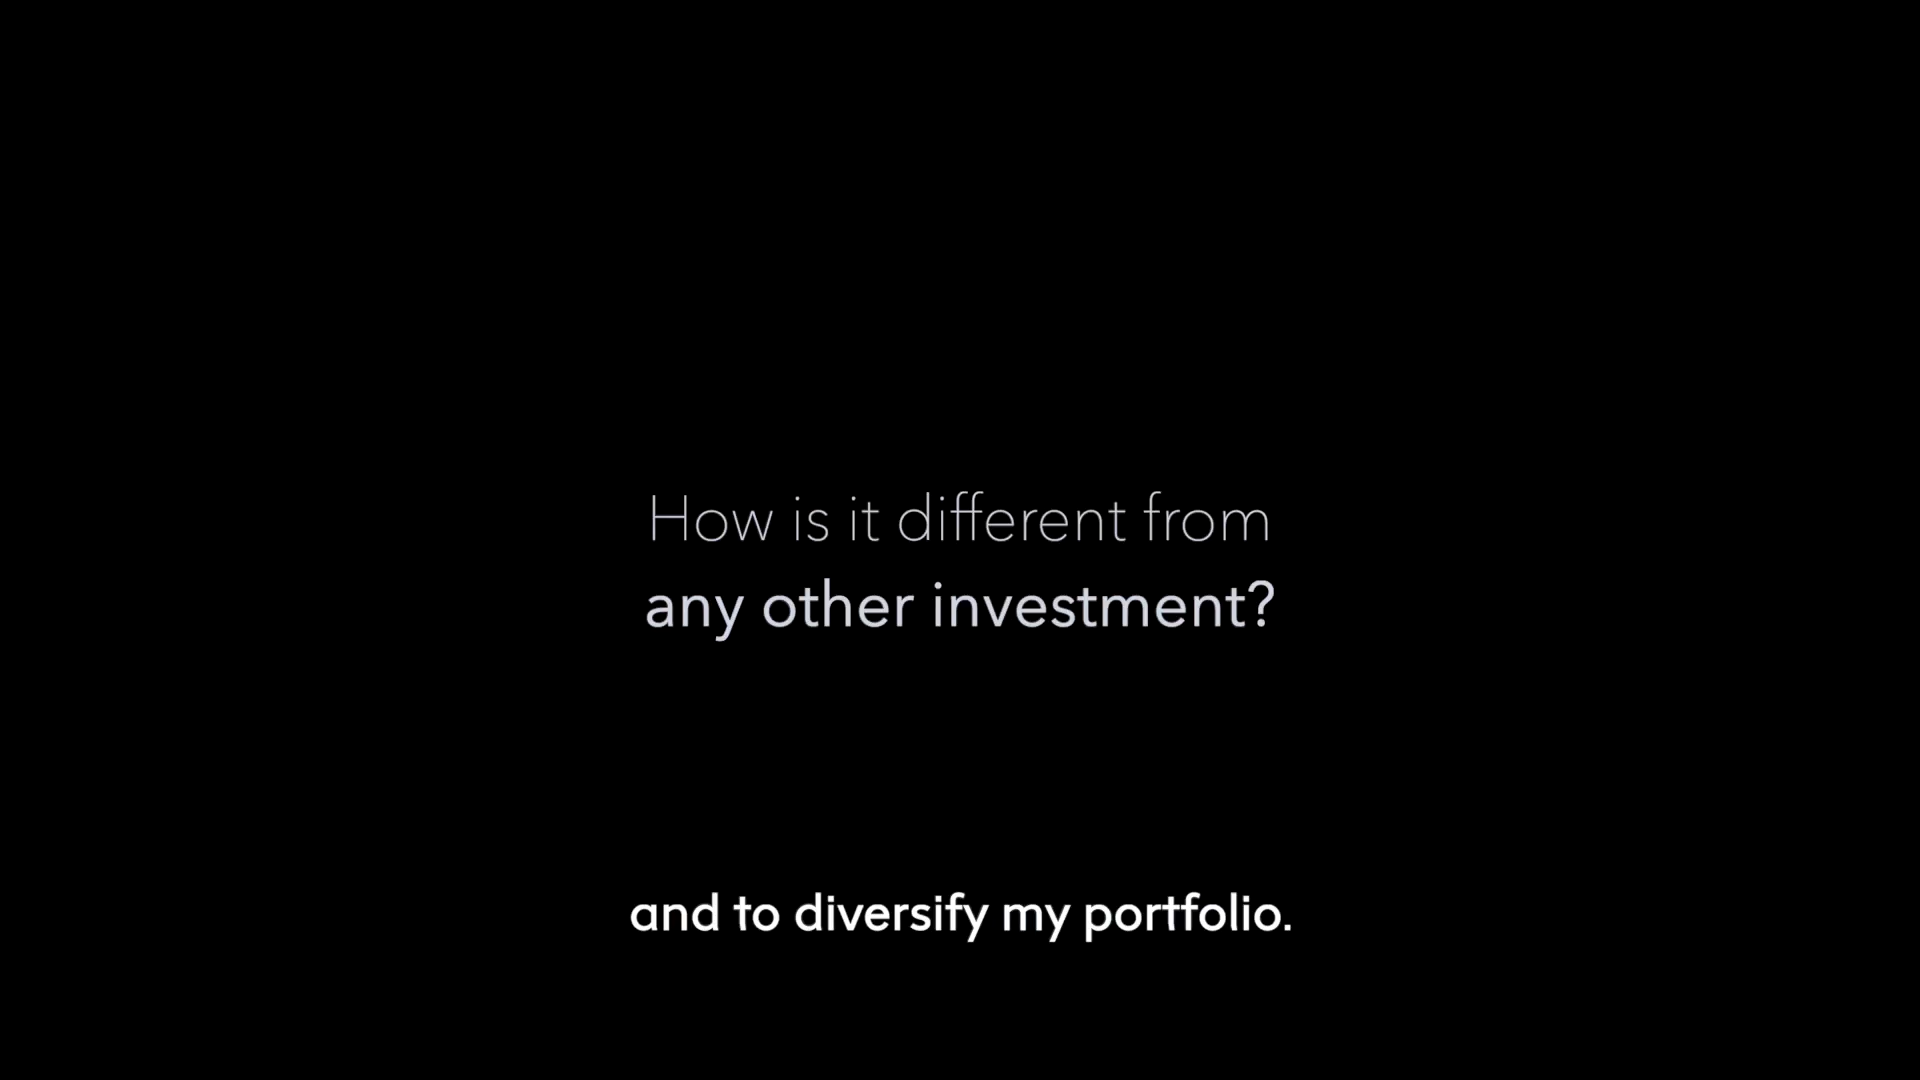 How is it different from
any other investment?
and to diversify my portfolio.